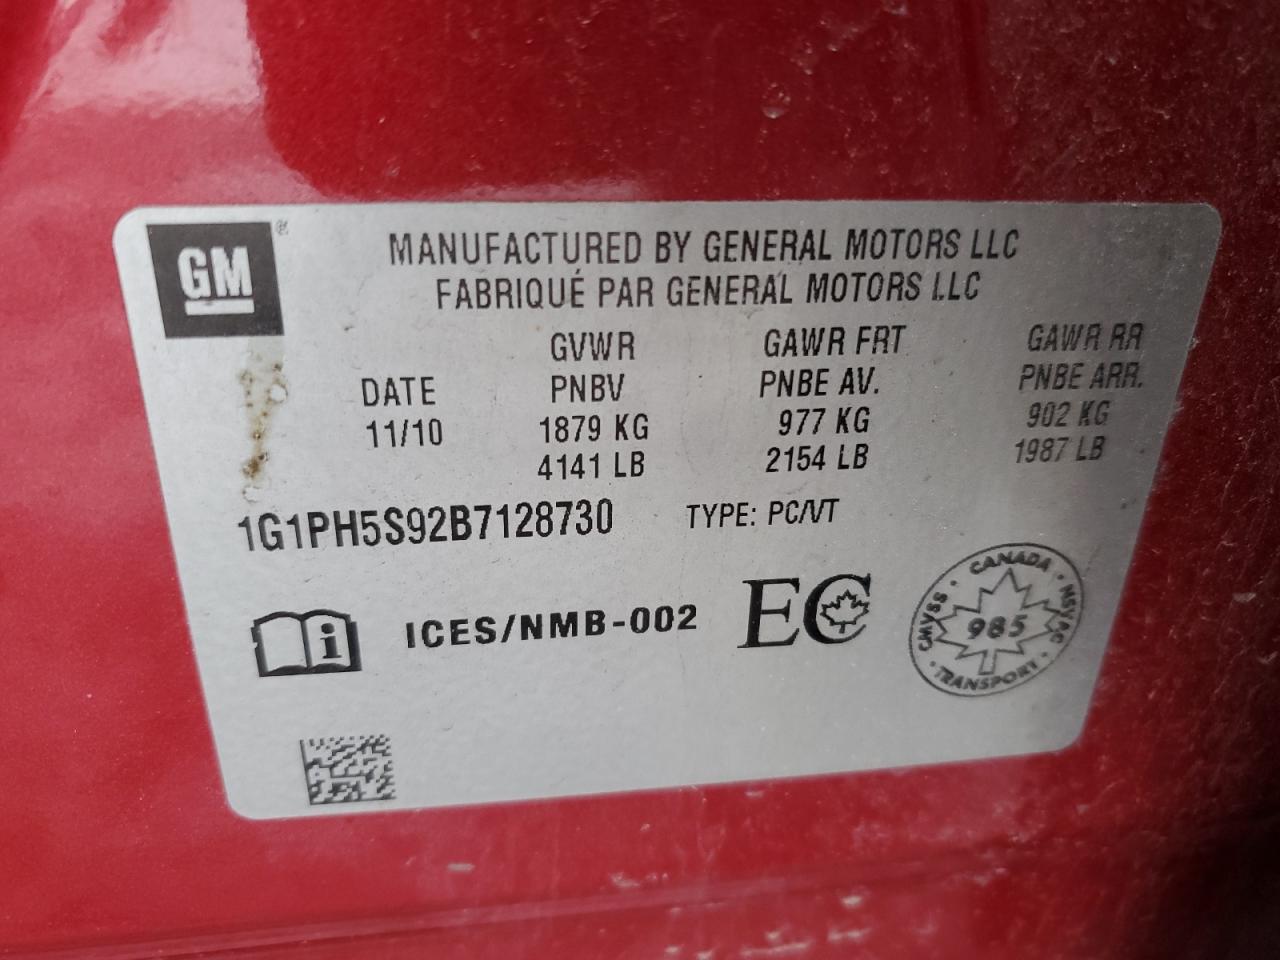 GM®
MANUFACTURED BY GENERAL MOTORS LLC
FABRIQUÉ PAR GENERAL MOTORS LLC
DATE
11/10
GVWR
PNBV
1879 KG
4141 LB
GAWR FRT
PNBE AV.
977 KG
2154 LB
GAWR RR
PNBE ARR.
902 KG
1987 LB
1G1PH5S92B7128730 TYPE: PC/VT
i ICES/NMB-002 EC
CANADA
CMVSS · NSVAC
985
TRANSPORT